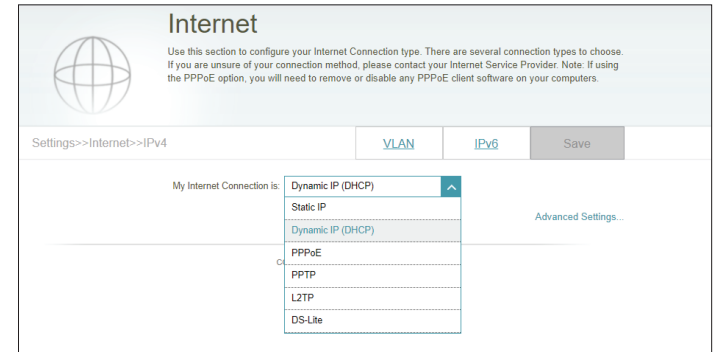 Internet
Use this section to configure your Internet Connection type. There are several connection types to choose.
If you are unsure of your connection method, please contact your Internet Service Provider. Note: If using
the PPPoE option, you will need to remove or disable any PPPoE client software on your computers.
Settings>>Internet>>IPv4
VLAN
IPv6
Save
My Internet Connection is: Dynamic IP (DHCP)
Static IP
Advanced Settings...
Dynamic IP (DHCP)
PPPoE
PPTP
L2TP
DS-Lite